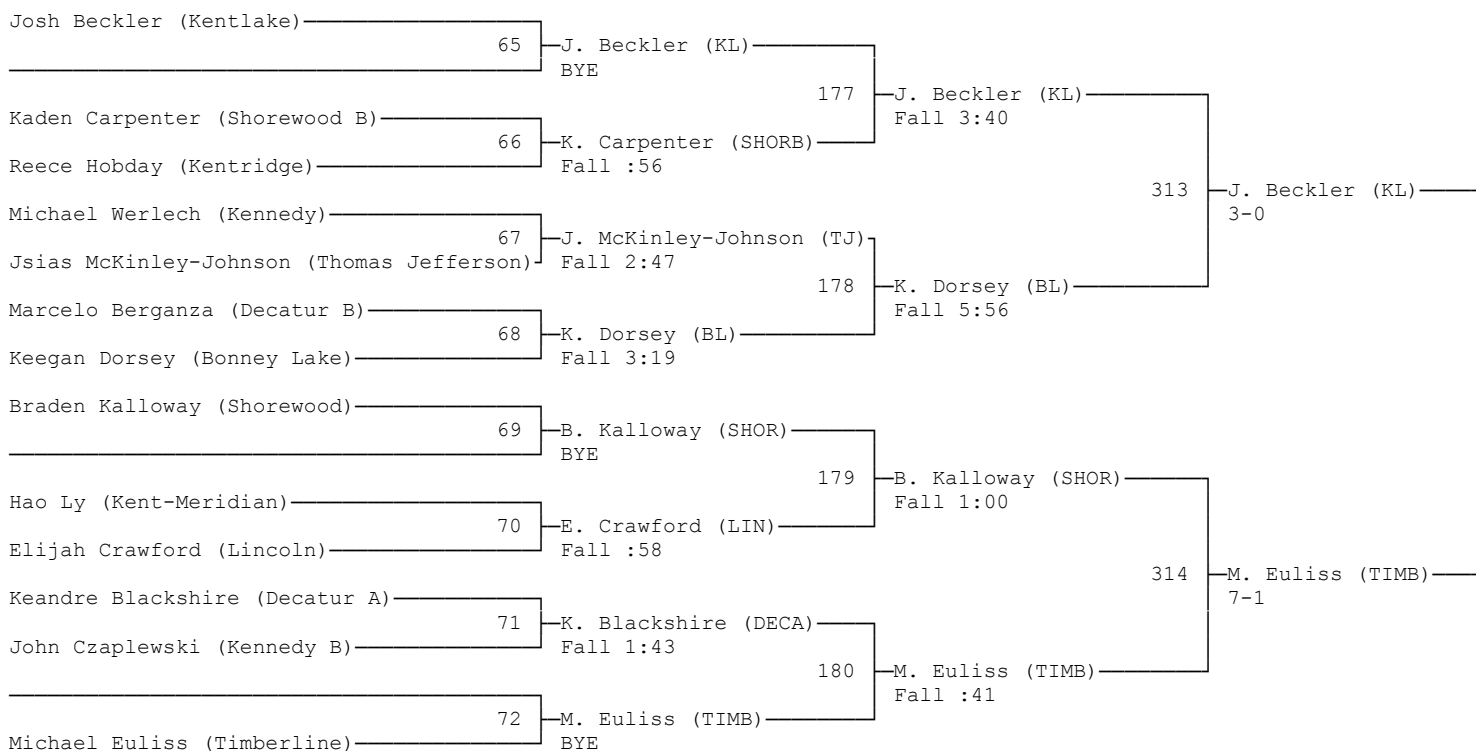 Josh Beckler (Kentlake)
65 J. Beckler (KL)
BYE
177 J. Beckler (KL)
Kaden Carpenter (Shorewood B) Fall 3:40
66 K. Carpenter (SHORB)
Reece Hobday (Kentridge) Fall :56
313 J. Beckler (KL)
Michael Werlech (Kennedy) 3-0
67 J. McKinley-Johnson (TJ)
Jsias McKinley-Johnson (Thomas Jefferson) Fall 2:47
178 K. Dorsey (BL)
Marcelo Berganza (Decatur B) Fall 5:56
68 K. Dorsey (BL)
Keegan Dorsey (Bonney Lake) Fall 3:19
Braden Kalloway (Shorewood)
69 B. Kalloway (SHOR)
BYE
179 B. Kalloway (SHOR)
Hao Ly (Kent-Meridian) Fall 1:00
70 E. Crawford (LIN)
Elijah Crawford (Lincoln) Fall :58
314 M. Euliss (TIMB)
Keandre Blackshire (Decatur A) 7-1
71 K. Blackshire (DECA)
John Czaplewski (Kennedy B) Fall 1:43
180 M. Euliss (TIMB)
Fall :41
72 M. Euliss (TIMB)
Michael Euliss (Timberline) BYE